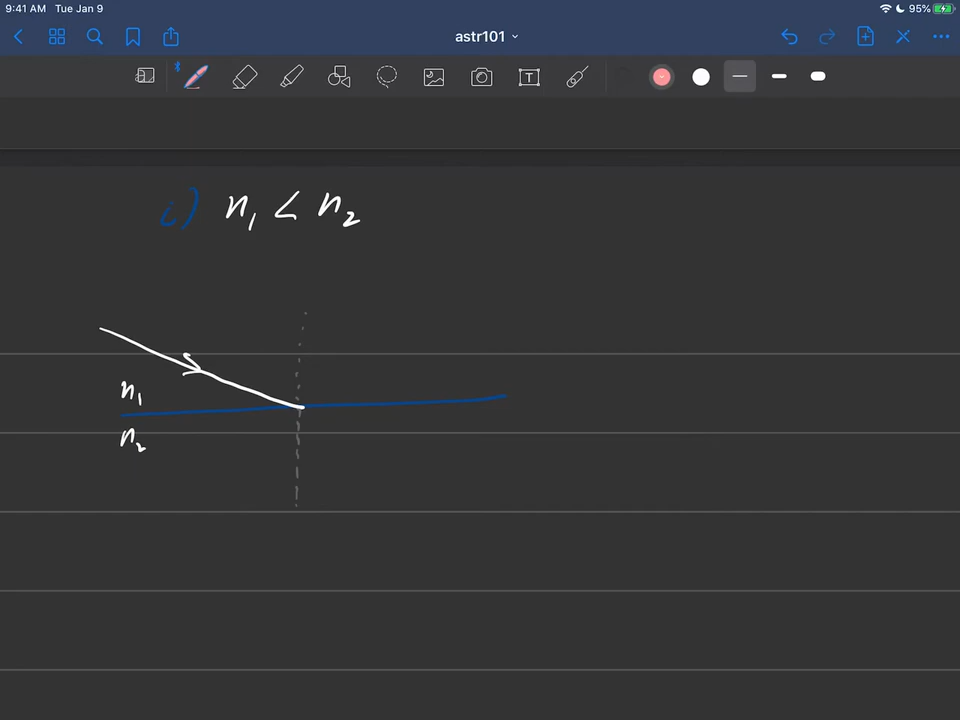 9:41 AM Tue Jan 9 95%
astr101
T
i) n₁ < n₂
n₁
n₂